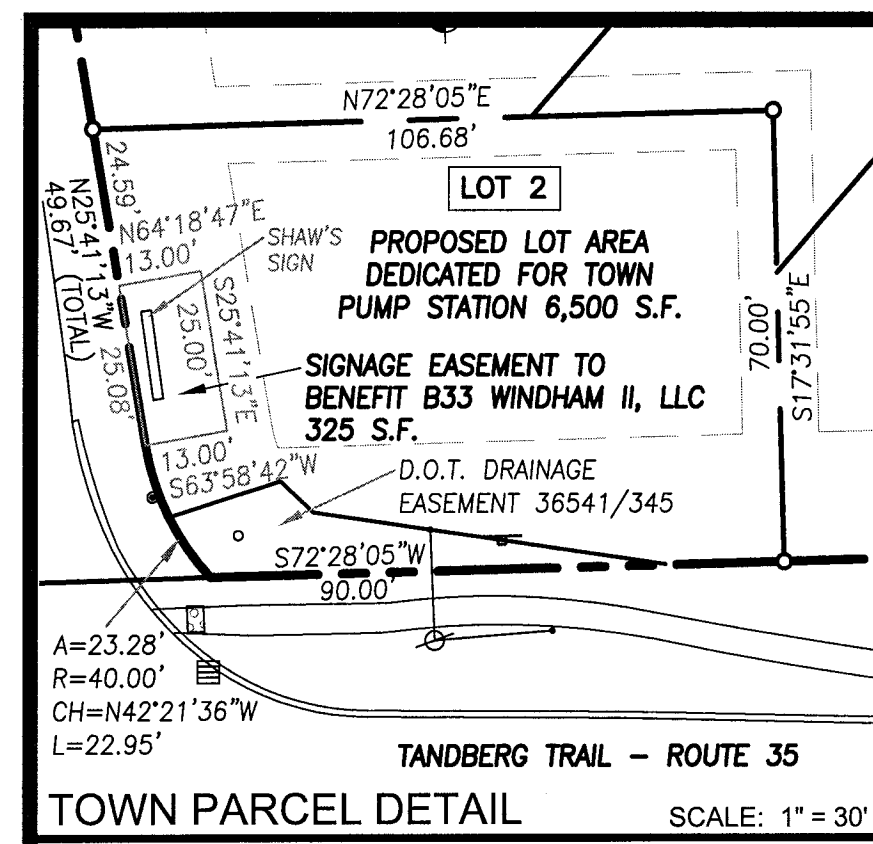 N72°28'05"E
106.68'
LOT 2
PROPOSED LOT AREA
DEDICATED FOR TOWN
PUMP STATION 6,500 S.F.
24.59'
N25°41'13"W
49.67' (TOTAL)
25.08'
N64°18'47"E
13.00'
SHAW'S
SIGN
S25°41'13"E
25.00'
SIGNAGE EASEMENT TO
BENEFIT B33 WINDHAM II, LLC
325 S.F.
70.00'
S17°31'55"E
13.00'
S63°58'42"W
D.O.T. DRAINAGE
EASEMENT 36541/345
S72°28'05"W
90.00'
A=23.28'
R=40.00'
CH=N42°21'36"W
L=22.95'
TANDBERG TRAIL – ROUTE 35
TOWN PARCEL DETAIL
SCALE: 1" = 30'